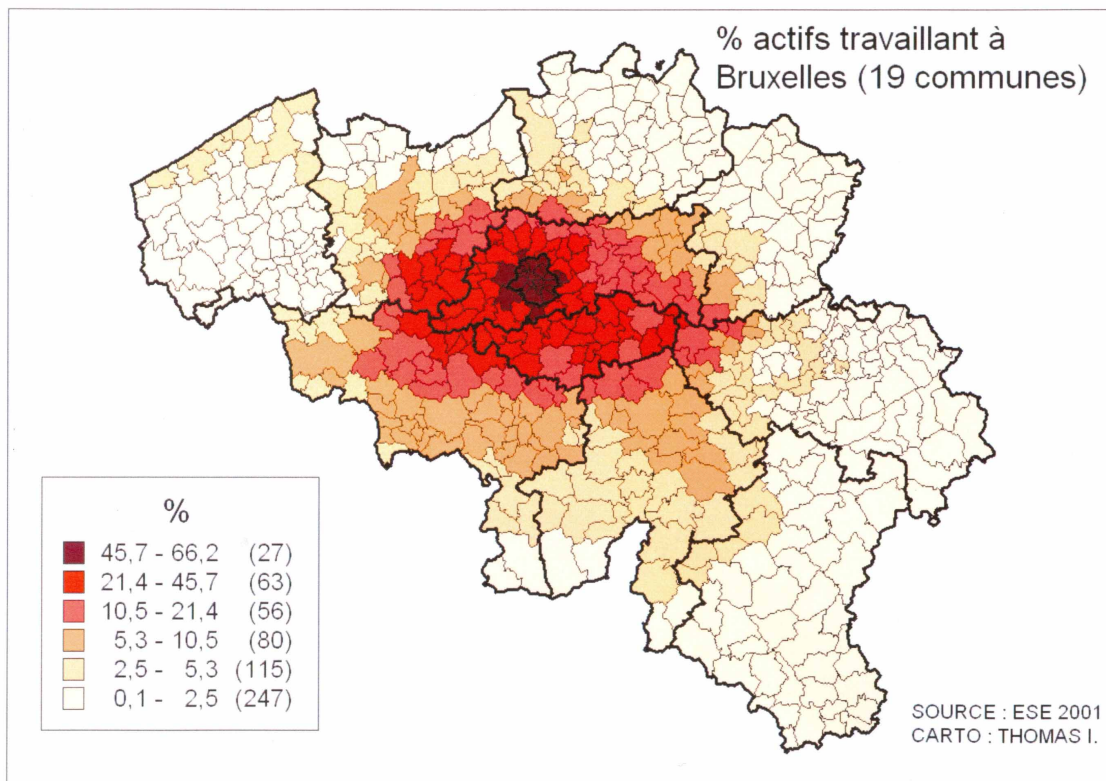 % actifs travaillant à
Bruxelles (19 communes)
%
45,7 - 66,2 (27)
21,4 - 45,7 (63)
10,5 - 21,4 (56)
5,3 - 10,5 (80)
2,5 - 5,3 (115)
0,1 - 2,5 (247)
SOURCE : ESE 2001
CARTO : THOMAS I.